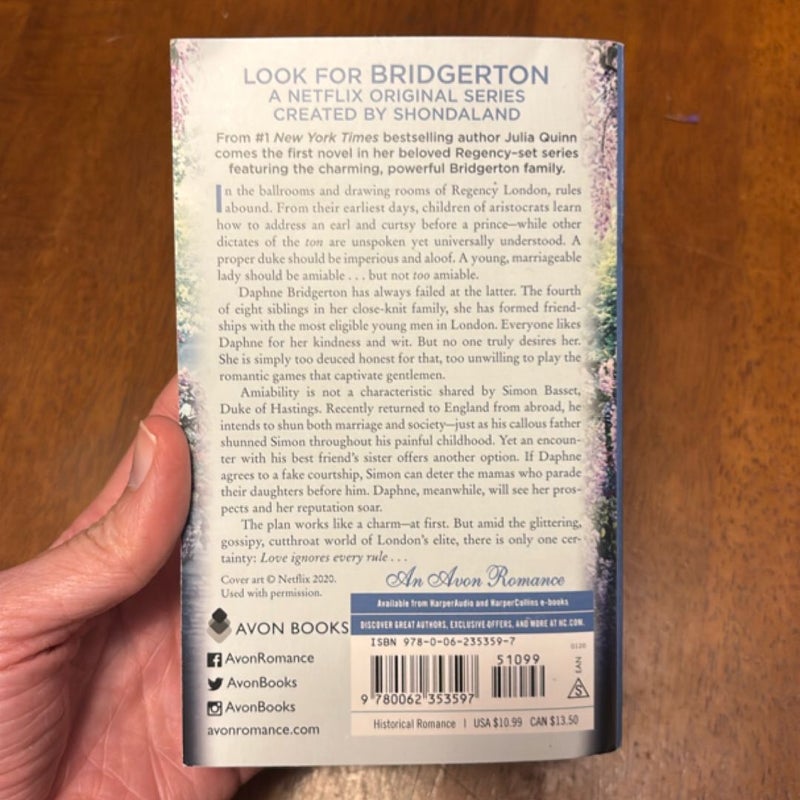 LOOK FOR BRIDGERTON
A NETFLIX ORIGINAL SERIES
CREATED BY SHONDALAND
From #1 New York Times bestselling author Julia Quinn
comes the first novel in her beloved Regency-set series
featuring the charming, powerful Bridgerton family.
In the ballrooms and drawing rooms of Regency London, rules
abound. From their earliest days, children of aristocrats learn
how to address an earl and curtsy before a prince—while other
dictates of the ton are unspoken yet universally understood. A
proper duke should be imperious and aloof. A young, marriageable
lady should be amiable . . . but not too amiable.
Daphne Bridgerton has always failed at the latter. The fourth
of eight siblings in her close-knit family, she has formed friend-
ships with the most eligible young men in London. Everyone likes
Daphne for her kindness and wit. But no one truly desires her.
She is simply too deuced honest for that, too unwilling to play the
romantic games that captivate gentlemen.
Amiability is not a characteristic shared by Simon Basset,
Duke of Hastings. Recently returned to England from abroad, he
intends to shun both marriage and society—just as his callous father
shunned Simon throughout his painful childhood. Yet an encoun-
ter with his best friend's sister offers another option. If Daphne
agrees to a fake courtship, Simon can deter the mamas who parade
their daughters before him. Daphne, meanwhile, will see her pros-
pects and her reputation soar.
The plan works like a charm—at first. But amid the glittering,
gossipy, cutthroat world of London's elite, there is only one cer-
tainty: Love ignores every rule . . .
Cover art © Netflix 2020.
Used with permission.
An Avon Romance
Available from HarperAudio and HarperCollins e-books
DISCOVER GREAT AUTHORS, EXCLUSIVE OFFERS, AND MORE AT HC.COM.
AVON BOOKS
AvonRomance
AvonBooks
AvonBooks
avonromance.com
ISBN 978-0-06-235359-7
51099
9 780062 353597
0120
EAN
S
Historical Romance | USA $10.99 CAN $13.50